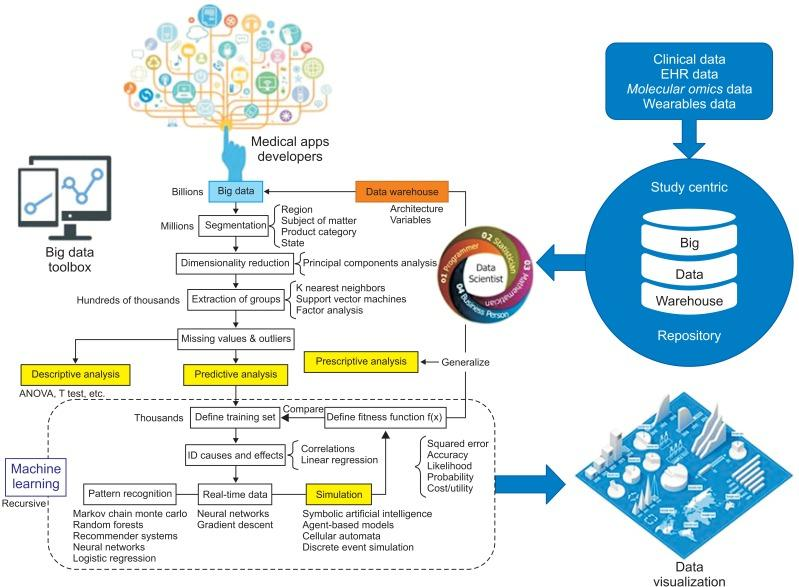 Clinical data
EHR data
Molecular omics data
Wearables data
Medical apps
developers
Study centric
Big
Data
Warehouse
Repository
Big data
toolbox
Billions
Big data
Data warehouse
Architecture
Variables
Millions
Segmentation
Region
Subject of matter
Product category
State
Dimensionality reduction
Principal components analysis
01 Programmer
02 Statistician
03 Mathematician
04 Business Person
Data
Scientist
Hundreds of thousands
Extraction of groups
K nearest neighbors
Support vector machines
Factor analysis
Missing values & outliers
Descriptive analysis
ANOVA, T test, etc.
Predictive analysis
Prescriptive analysis
Generalize
Thousands
Define training set
Compare
Define fitness function f(x)
ID causes and effects
Correlations
Linear regression
Squared error
Accuracy
Likelihood
Probability
Cost/utility
Machine
learning
Recursive
Pattern recognition
Real-time data
Simulation
Markov chain monte carlo
Random forests
Recommender systems
Neural networks
Logistic regression
Neural networks
Gradient descent
Symbolic artificial intelligence
Agent-based models
Cellular automata
Discrete event simulation
Data
visualization